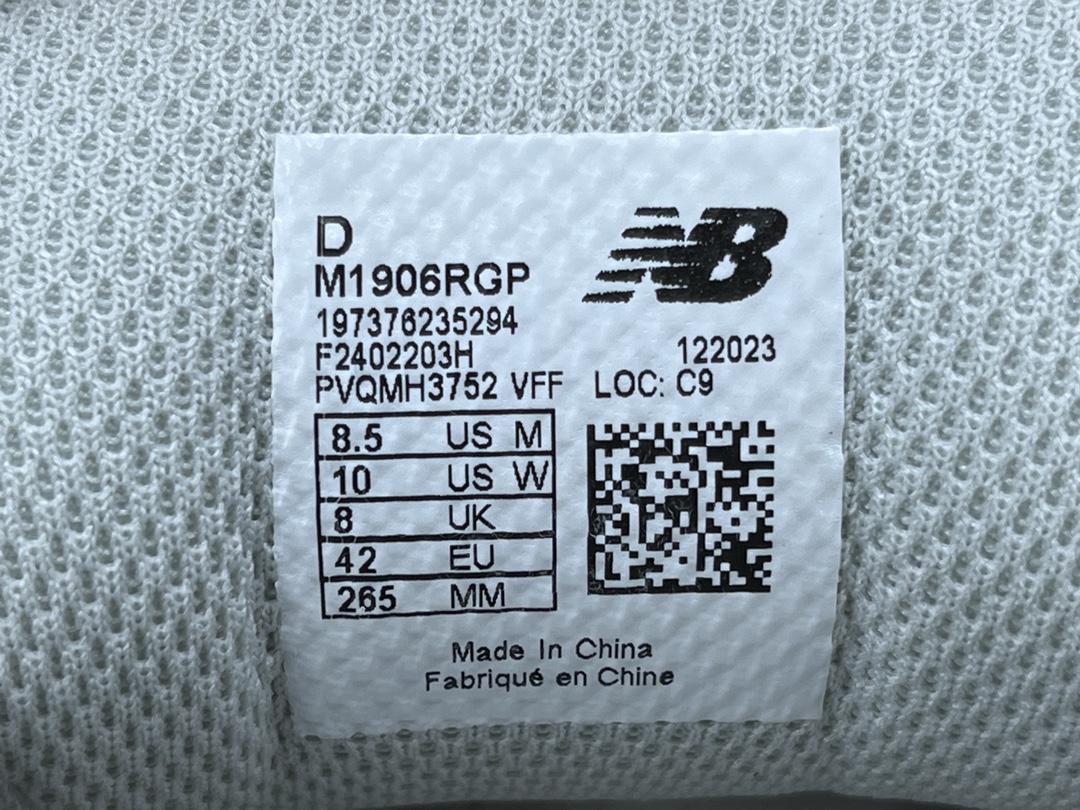 D
NB
M1906RGP
197376235294
F2402203H 122023
PVQMH3752 VFF LOC: C9
8.5 US M
10 US W
8 UK
42 EU
265 MM
Made In China
Fabriqué en Chine